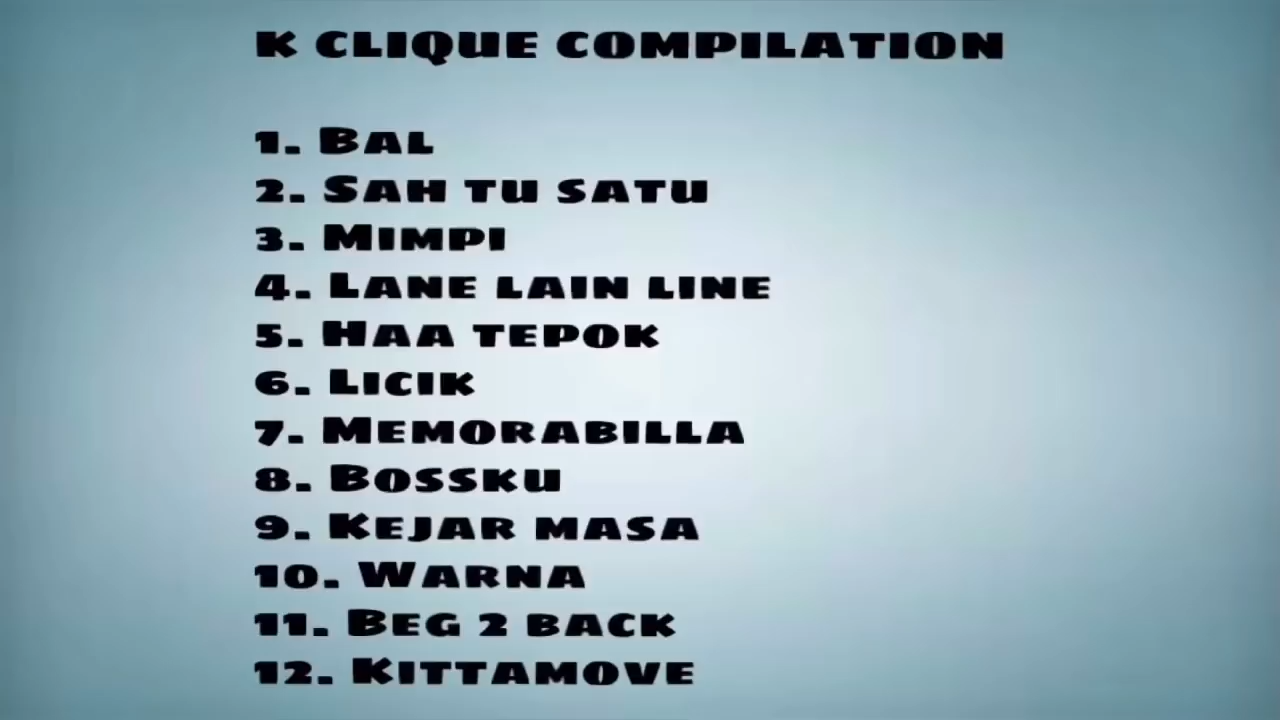 K CLIQUE COMPILATION
1. Bal
2. Sah tu satu
3. Mimpi
4. Lane lain line
5. Haa tepok
6. Licik
7. Memorabilla
8. Bossku
9. Kejar masa
10. Warna
11. Beg 2 back
12. Kittamove